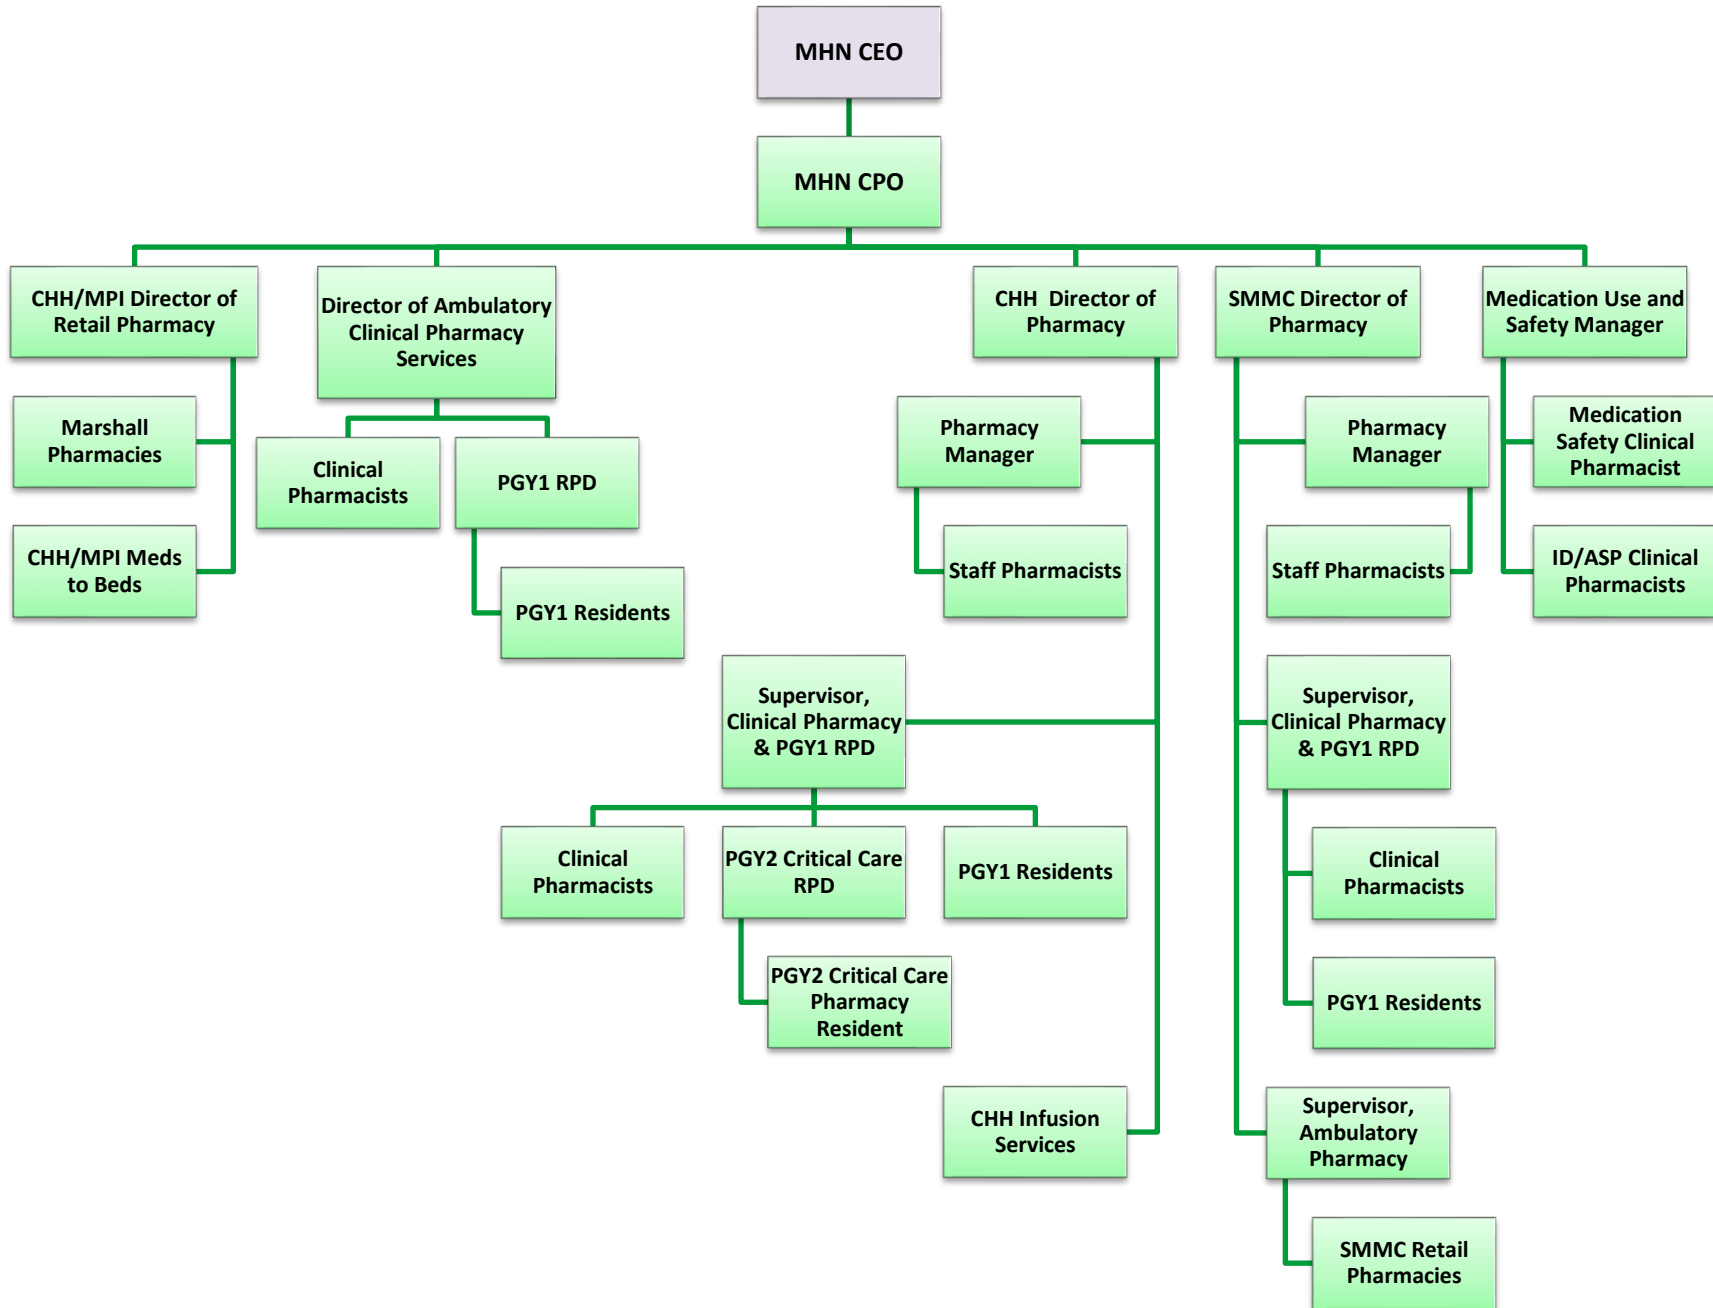 MHN CEO
MHN CPO
CHH/MPI Director of
Retail Pharmacy
Director of Ambulatory
Clinical Pharmacy
Services
CHH Director of
Pharmacy
SMMC Director of
Pharmacy
Medication Use and
Safety Manager
Marshall
Pharmacies
CHH/MPI Meds
to Beds
Clinical
Pharmacists
PGY1 RPD
PGY1 Residents
Pharmacy
Manager
Staff Pharmacists
Supervisor,
Clinical Pharmacy
& PGY1 RPD
Clinical
Pharmacists
PGY2 Critical Care
RPD
PGY1 Residents
PGY2 Critical Care
Pharmacy
Resident
CHH Infusion
Services
Pharmacy
Manager
Staff Pharmacists
Supervisor,
Clinical Pharmacy
& PGY1 RPD
Clinical
Pharmacists
PGY1 Residents
Supervisor,
Ambulatory
Pharmacy
SMMC Retail
Pharmacies
Medication
Safety Clinical
Pharmacist
ID/ASP Clinical
Pharmacists